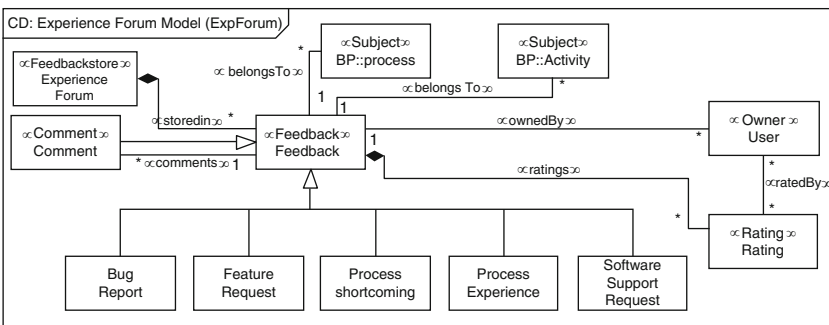 CD: Experience Forum Model (ExpForum)
∝Feedbackstore∞
Experience
Forum
∝Subject∞
BP::process
∝Subject∞
BP::Activity
*
∝ belongsTo∞
*
∝belongs To∞
1
1
∝storedin∞
*
∝Comment∞
Comment
* ∝comments∞ 1
∝Feedback∞
Feedback
1
∝ownedBy∞
*
∝ Owner ∞
User
*
∝ratedBy∞
*
∝ratings∞
*
∝Rating∞
Rating
Bug
Report
Feature
Request
Process
shortcoming
Process
Experience
Software
Support
Request